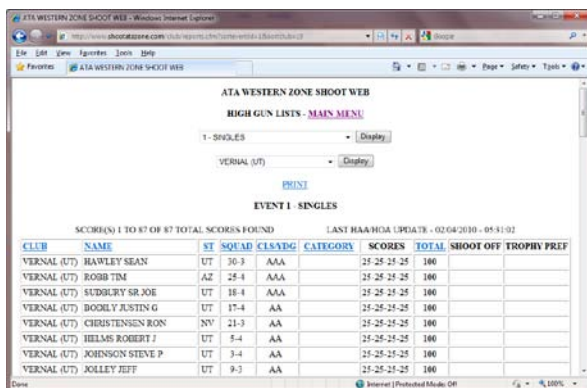 ATA WESTERN ZONE SHOOT WEB - Windows Internet Explorer
Google
File Edit View Favorites Tools Help
Favorites ATA WESTERN ZONE SHOOT WEB Page Safety Tools
ATA WESTERN ZONE SHOOT WEB
HIGH GUN LISTS - MAIN MENU
1 - SINGLES Display
VERNAL (UT) Display
PRINT
EVENT 1 - SINGLES
SCORE(S) 1 TO 87 OF 87 TOTAL SCORES FOUND LAST HAA/HOA UPDATE - 02/04/2010 - 05:31:02
CLUB NAME ST SQUAD CLS/YDG CATEGORY SCORES TOTAL SHOOT OFF TROPHY PREF
VERNAL (UT) HAWLEY SEAN UT 30-3 AAA 25-25-25-25 100
VERNAL (UT) ROBB TIM AZ 25-4 AAA 25-25-25-25 100
VERNAL (UT) SUDBURY SR JOE UT 18-4 AAA 25-25-25-25 100
VERNAL (UT) BODILY JUSTIN G UT 17-4 AA 25-25-25-25 100
VERNAL (UT) CHRISTENSEN RON NV 21-3 AA 25-25-25-25 100
VERNAL (UT) HELMS ROBERT J UT 5-4 AA 25-25-25-25 100
VERNAL (UT) JOHNSON STEVE P UT 3-4 AA 25-25-25-25 100
VERNAL (UT) JOLLEY JEFF UT 9-3 AA 25-25-25-25 100
Done Internet | Protected Mode: Off 100%